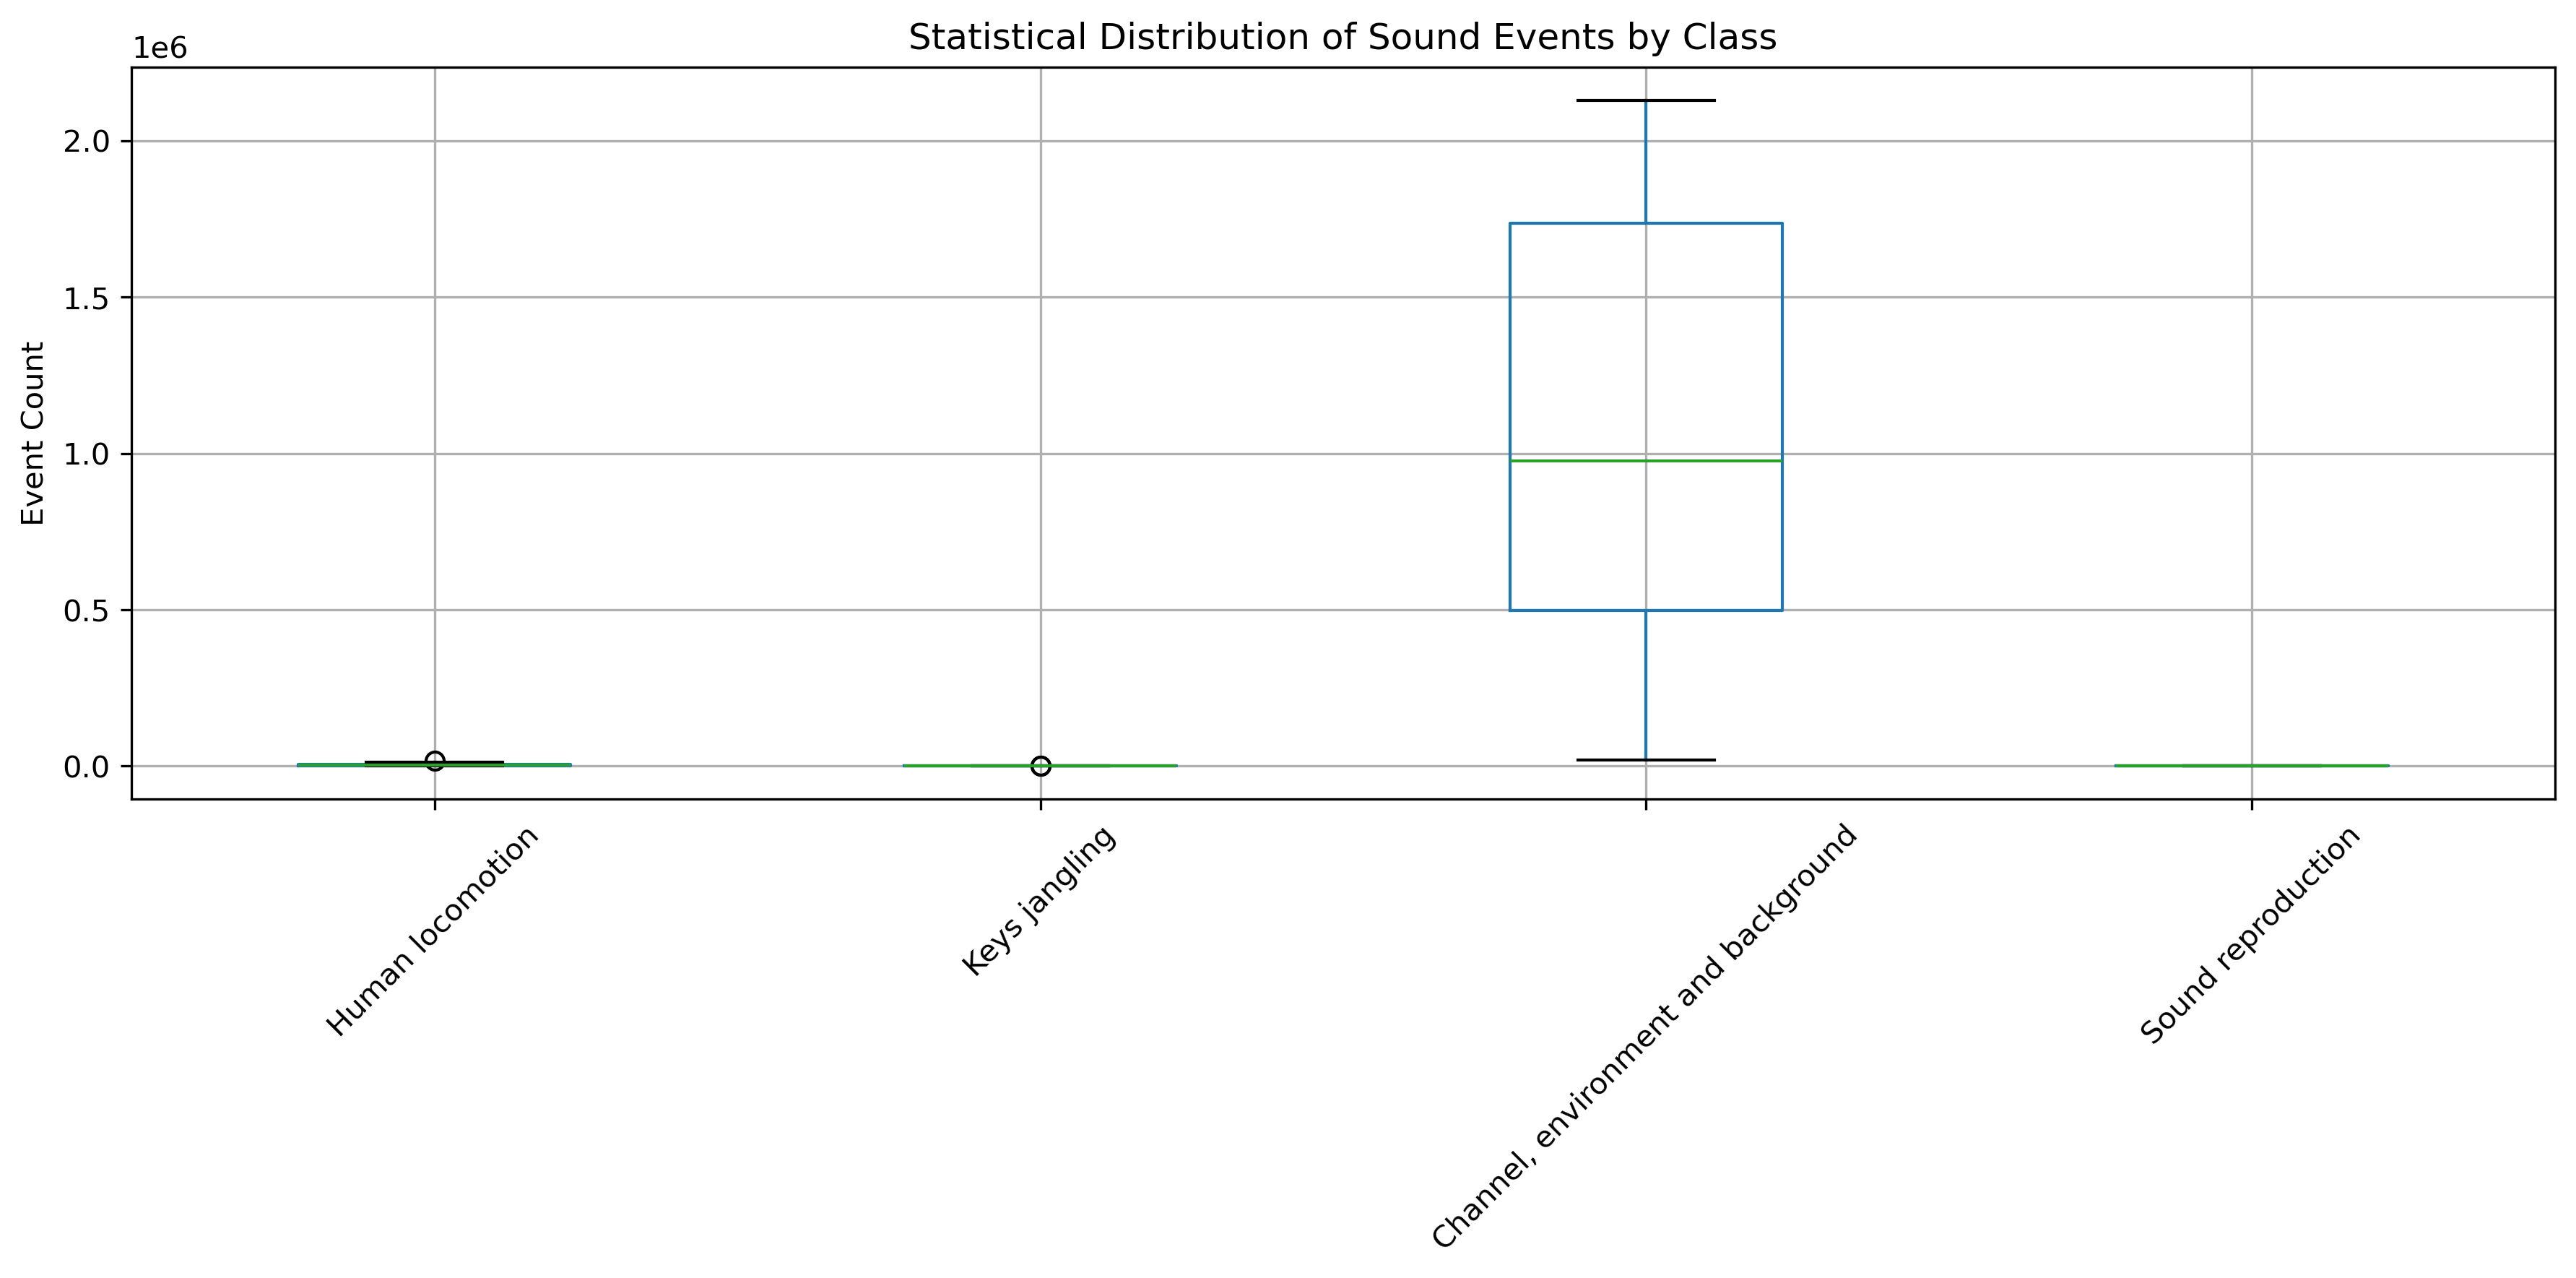 Statistical Distribution of Sound Events by Class
1e6
2.0
1.5
1.0
0.5
0.0
Event Count
Human locomotion
Keys jangling
Channel, environment and background
Sound reproduction